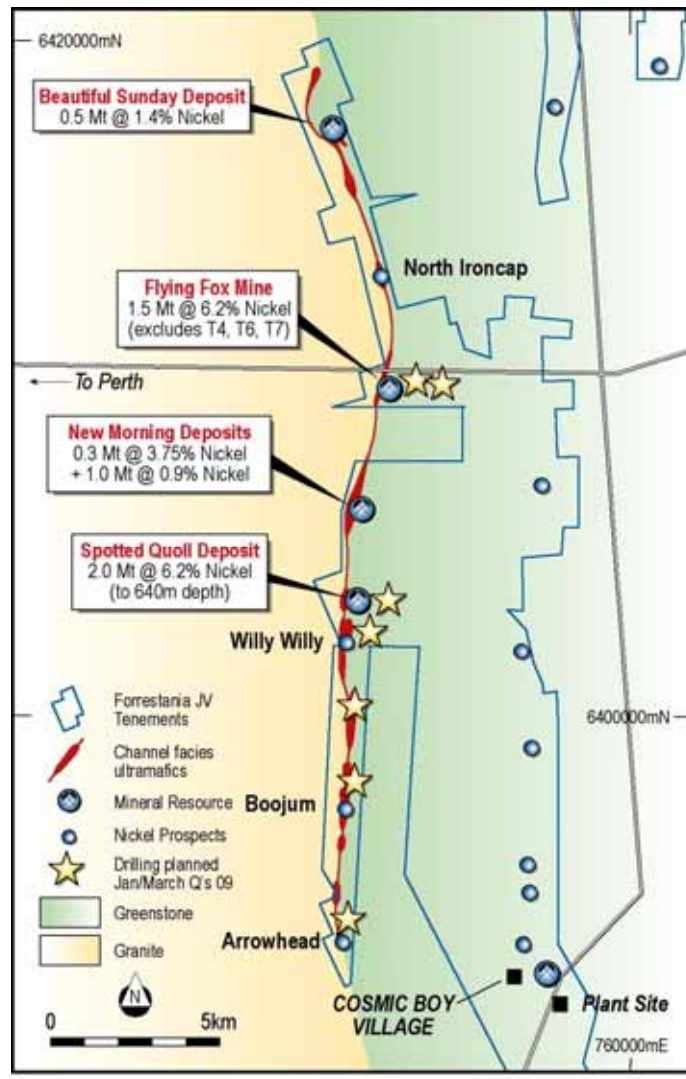 6420000mN
Beautiful Sunday Deposit
0.5 Mt @ 1.4% Nickel
North Ironcap
Flying Fox Mine
1.5 Mt @ 6.2% Nickel
(excludes T4, T6, T7)
To Perth
New Morning Deposits
0.3 Mt @ 3.75% Nickel
+ 1.0 Mt @ 0.9% Nickel
Spotted Quoll Deposit
2.0 Mt @ 6.2% Nickel
(to 640m depth)
Willy Willy
6400000mN
Forrestania JV
Tenements
Channel facies
ultramafics
Mineral Resource
Boojum
Nickel Prospects
Drilling planned
Jan/March Q's 09
Greenstone
Granite
Arrowhead
N
0 5km
COSMIC BOY
VILLAGE
Plant Site
760000mE